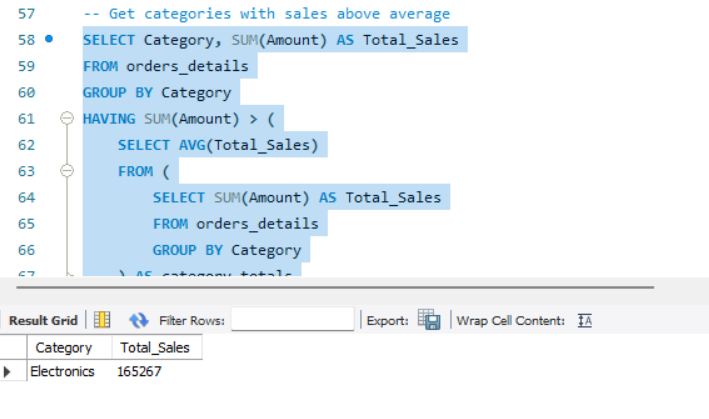 57 -- Get categories with sales above average
58 SELECT Category, SUM(Amount) AS Total_Sales
59 FROM orders_details
60 GROUP BY Category
61 HAVING SUM(Amount) > (
62 SELECT AVG(Total_Sales)
63 FROM (
64 SELECT SUM(Amount) AS Total_Sales
65 FROM orders_details
66 GROUP BY Category
67 ) AS category_totals
Result Grid Filter Rows: Export: Wrap Cell Content: IA
Category Total_Sales
Electronics 165267